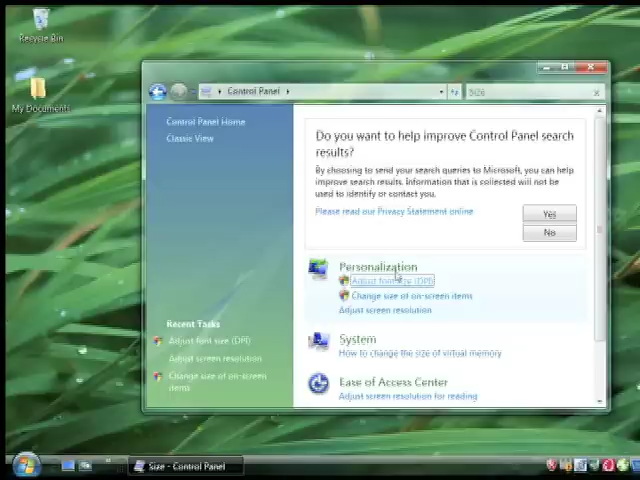 Recycle Bin
My Documents
Control Panel
Size
Control Panel Home
Classic View
Do you want to help improve Control Panel search
results?
By choosing to send your search queries to Microsoft, you can help
improve search results. Information that is collected will not be
used to identify or contact you.
Please read our Privacy Statement online
Yes
No
Personalization
Adjust font size (DPI)
Change size of on-screen items
Adjust screen resolution
System
How to change the size of virtual memory
Ease of Access Center
Adjust screen resolution for reading
Recent Tasks
Adjust font size (DPI)
Adjust screen resolution
Change size of on-screen
items
Size - Control Panel